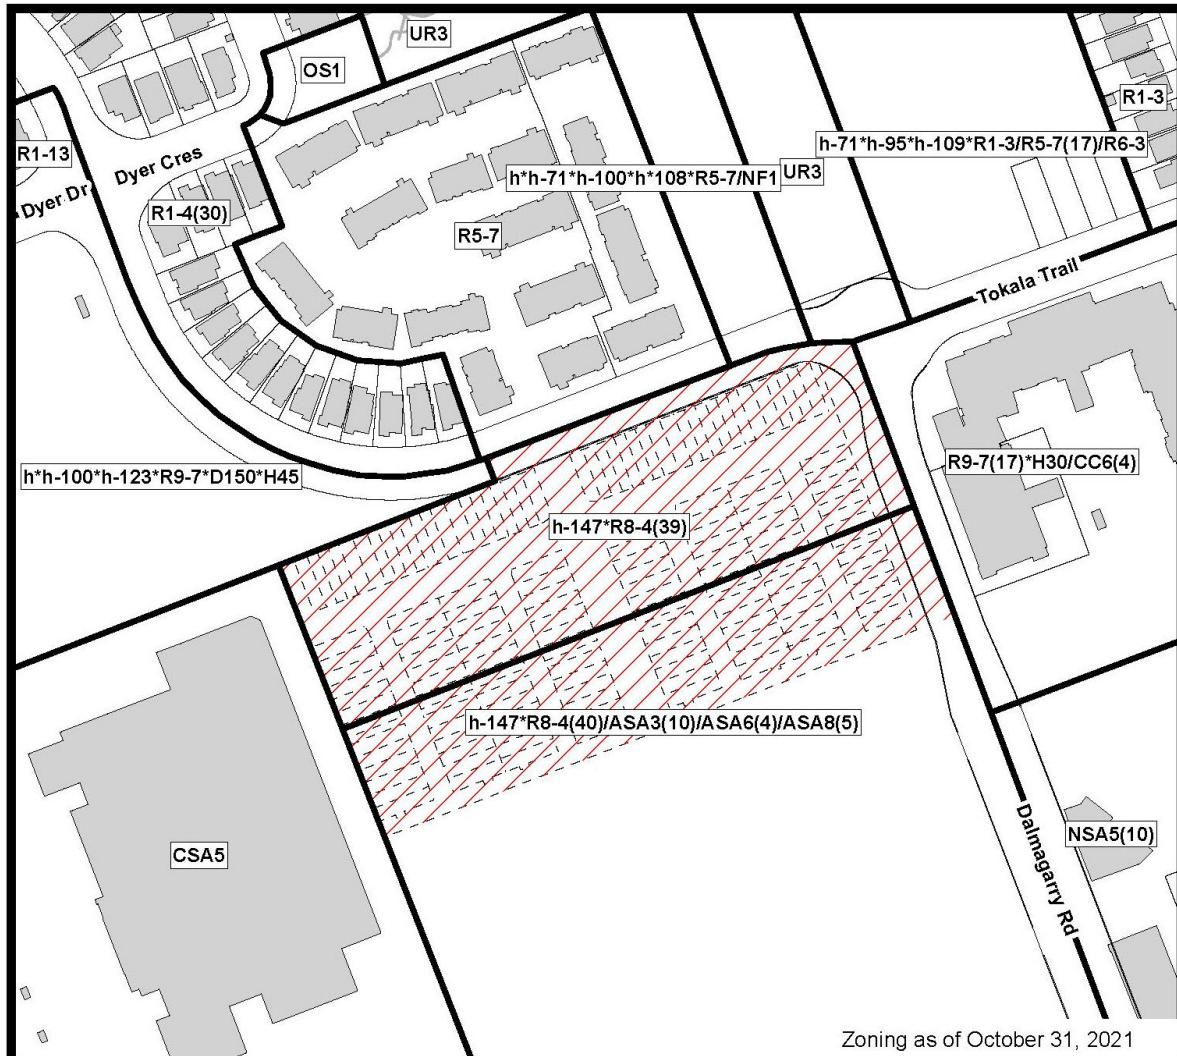 UR3
OS1
R1-3
h-71*h-95*h-109*R1-3/R5-7(17)/R6-3
R1-13
Dyer Cres
h*h-71*h-100*h*108*R5-7/NF1
UR3
Dyer Dr
R1-4(30)
R5-7
Tokala Trail
R9-7(17)*H30/CC6(4)
h*h-100*h-123*R9-7*D150*H45
h-147*R8-4(39)
h-147*R8-4(40)/ASA3(10)/ASA6(4)/ASA8(5)
CSA5
NSA5(10)
Dalmagarry Rd
Zoning as of October 31, 2021